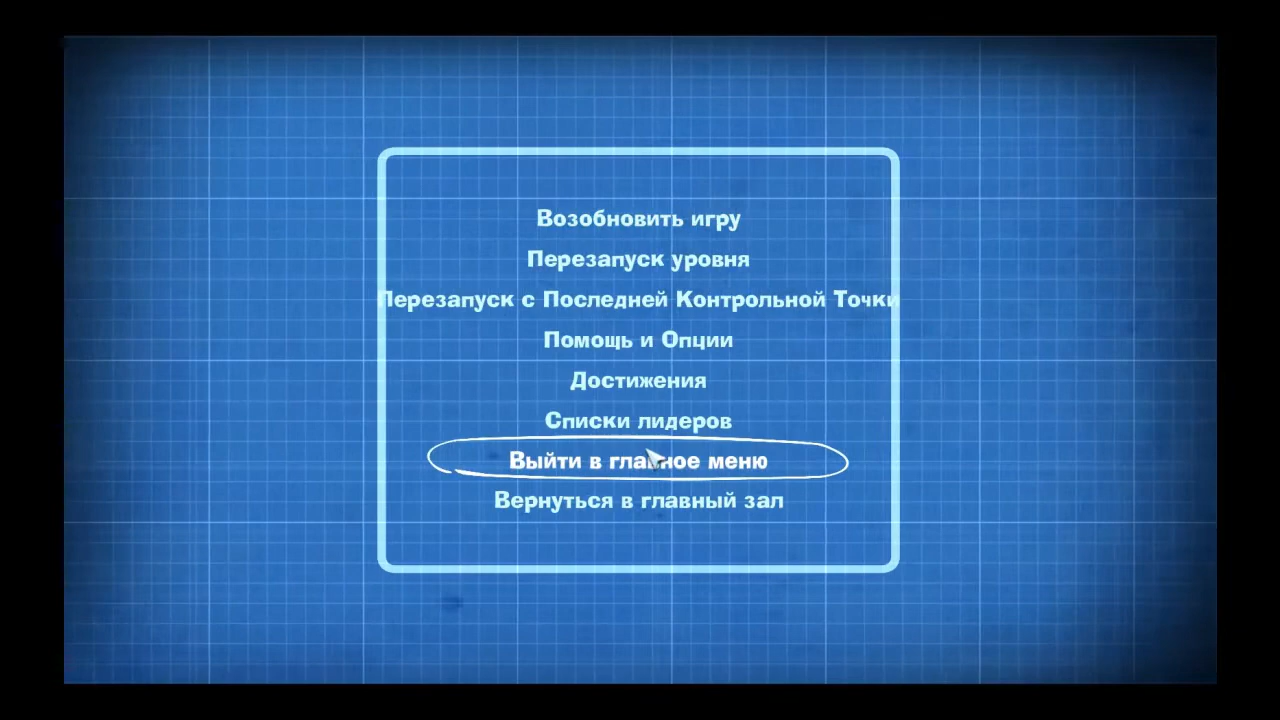 Возобновить игру
Перезапуск уровня
Перезапуск с Последней Контрольной Точки
Помощь и Опции
Достижения
Списки лидеров
Выйти в главное меню
Вернуться в главный зал